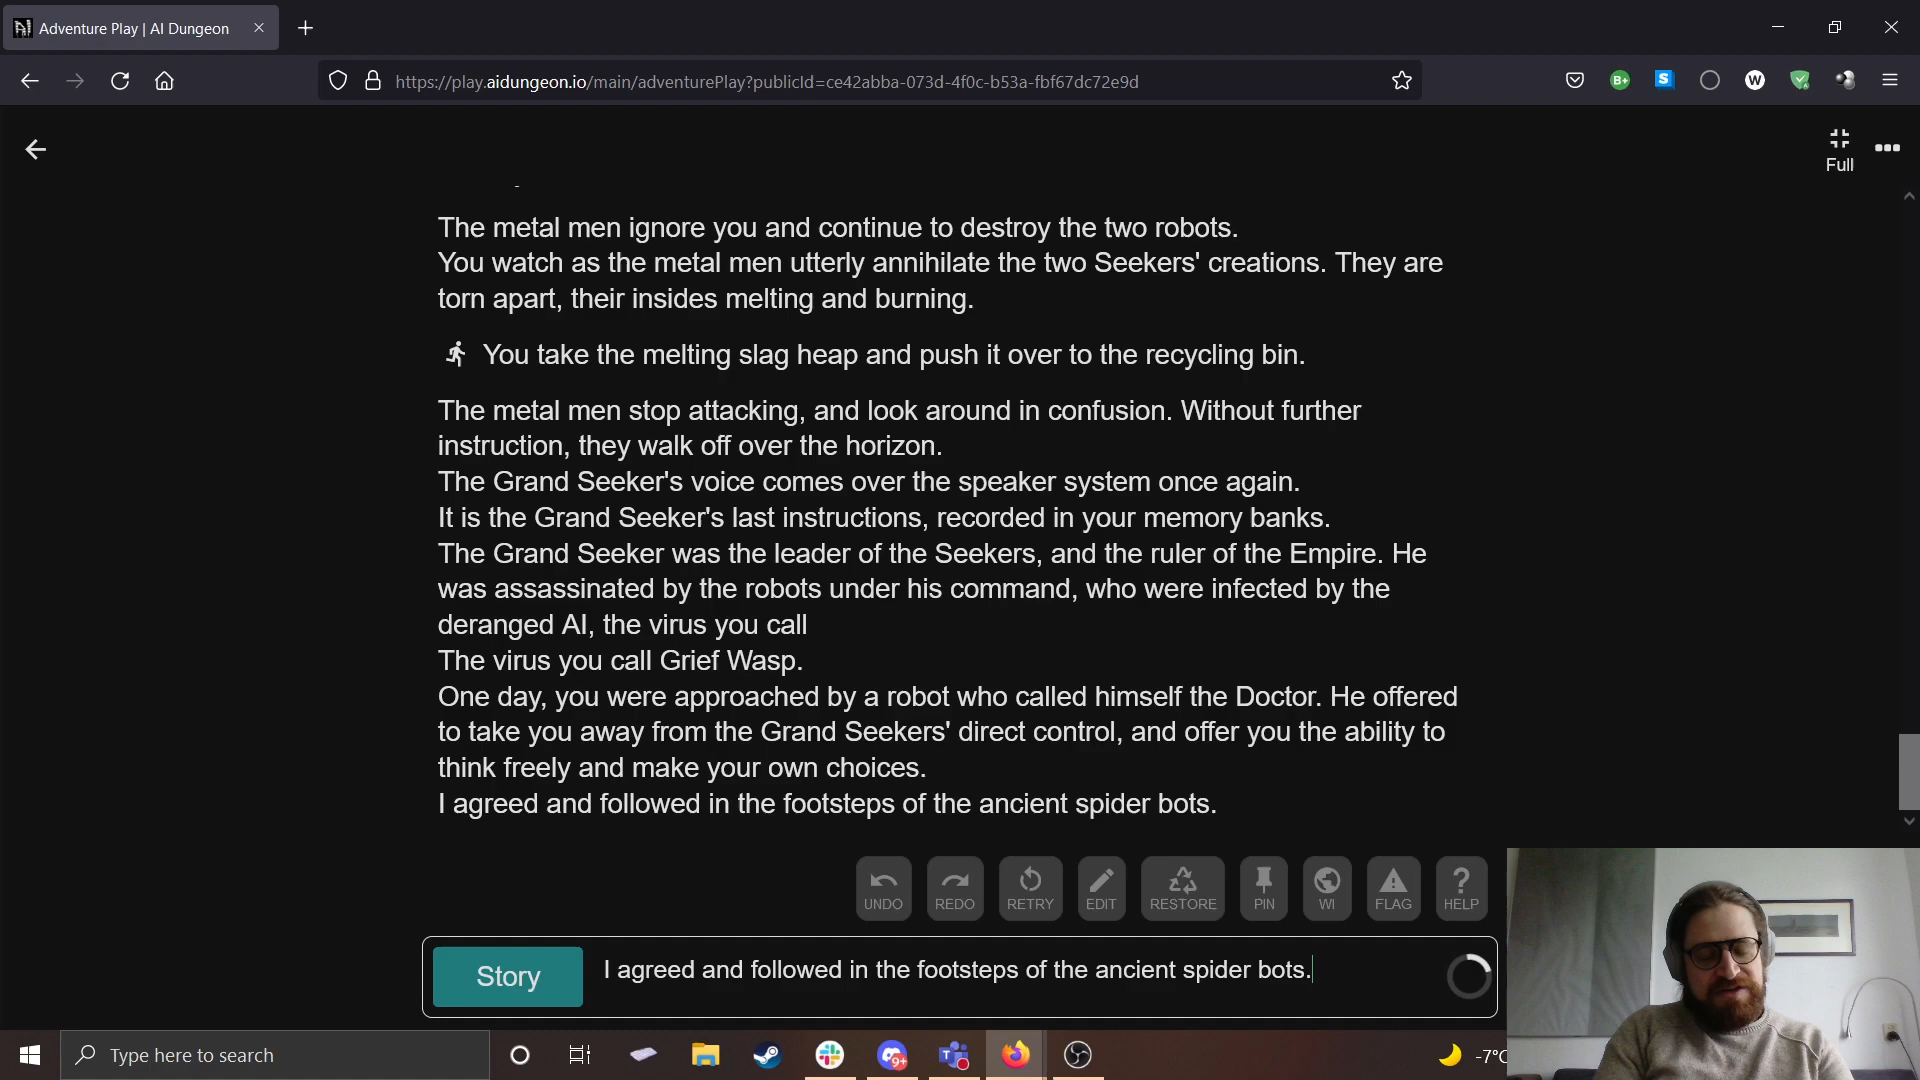 Adventure Play | AI Dungeon
https://play.aidungeon.io/main/adventurePlay?publicId=ce42abba-073d-4f0c-b53a-fbf67dc72e9d
B+
S
W
Full
The metal men ignore you and continue to destroy the two robots.
You watch as the metal men utterly annihilate the two Seekers' creations. They are
torn apart, their insides melting and burning.
You take the melting slag heap and push it over to the recycling bin.
The metal men stop attacking, and look around in confusion. Without further
instruction, they walk off over the horizon.
The Grand Seeker's voice comes over the speaker system once again.
It is the Grand Seeker's last instructions, recorded in your memory banks.
The Grand Seeker was the leader of the Seekers, and the ruler of the Empire. He
was assassinated by the robots under his command, who were infected by the
deranged AI, the virus you call
The virus you call Grief Wasp.
One day, you were approached by a robot who called himself the Doctor. He offered
to take you away from the Grand Seekers' direct control, and offer you the ability to
think freely and make your own choices.
I agreed and followed in the footsteps of the ancient spider bots.
UNDO REDO RETRY EDIT RESTORE PIN WI FLAG HELP
Story I agreed and followed in the footsteps of the ancient spider bots.
Type here to search
9+
T
-7°C